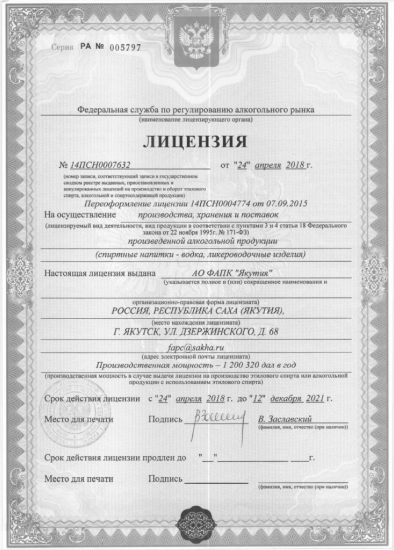 Серия РА № 005797
Федеральная служба по регулированию алкогольного рынка
(наименование лицензирующего органа)
ЛИЦЕНЗИЯ
№ 14ПСН0007632 от "24" апреля 2018 г.
(номер записи, соответствующий записи в государственном
сводном реестре выданных, приостановленных и
аннулированных лицензий на производство и оборот этилового
спирта, алкогольной и спиртосодержащей продукции)
Переоформление лицензии 14ПСН0004774 от 07.09.2015
На осуществление производства, хранения и поставок
(лицензируемый вид деятельности, вид продукции в соответствии с пунктами 3 и 4 статьи 18 Федерального
закона от 22 ноября 1995г. № 171-ФЗ)
произведенной алкогольной продукции
(спиртные напитки - водка, ликероводочные изделия)
Настоящая лицензия выдана АО ФАПК "Якутия"
(указывается полное и (или) сокращенное наименования и
организационно-правовая форма лицензиата)
РОССИЯ, РЕСПУБЛИКА САХА (ЯКУТИЯ),
(место нахождения лицензиата)
Г. ЯКУТСК, УЛ. ДЗЕРЖИНСКОГО, Д. 68
fapc@sakha.ru
(адрес электронной почты лицензиата)
Производственная мощность – 1 200 320 дал в год
(производственная мощность в случае выдачи лицензии на производство этилового спирта или алкогольной
продукции с использованием этилового спирта)
Срок действия лицензии с "24" апреля 2018 г. до "12" декабря 2021 г.
Место для печати Подпись В. Заславский
(фамилия, имя, отчество (при наличии))
Срок действия лицензии продлен до "__" ____ г.
Место для печати Подпись
(фамилия, имя, отчество (при наличии))